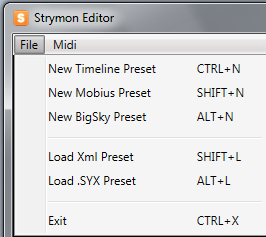 S Strymon Editor
File Midi
New Timeline Preset CTRL+N
New Mobius Preset SHIFT+N
New BigSky Preset ALT+N
Load Xml Preset SHIFT+L
Load .SYX Preset ALT+L
Exit CTRL+X